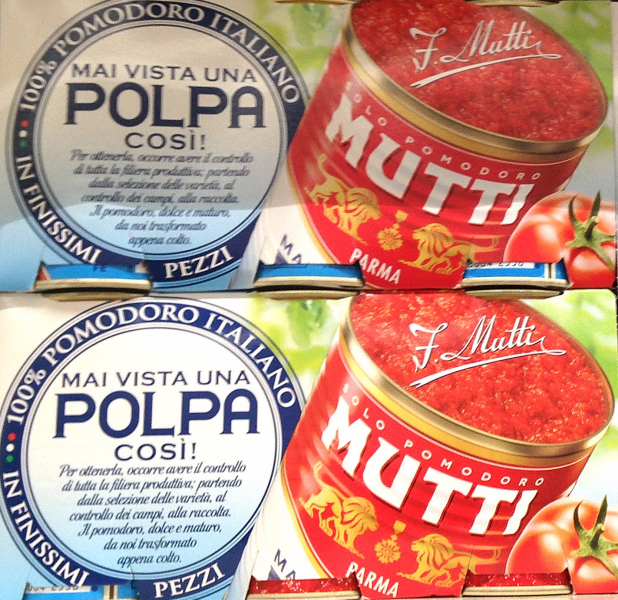 100% POMODORO ITALIANO
MAI VISTA UNA
POLPA
COSÌ!
Per ottenerla, occorre avere il controllo
di tutta la filiera produttiva; partendo
dalla selezione delle varietà, al
controllo dei campi, alla raccolta.
Il pomodoro, dolce e maturo,
da noi trasformato
appena colto.
IN FINISSIMI
PEZZI
F. Mutti
SOLO POMODORO
MUTTI
PARMA
MA
100% POMODORO ITALIANO
MAI VISTA UNA
POLPA
COSÌ!
Per ottenerla, occorre avere il controllo
di tutta la filiera produttiva; partendo
dalla selezione delle varietà, al
controllo dei campi, alla raccolta.
Il pomodoro, dolce e maturo,
da noi trasformato
appena colto.
IN FINISSIMI
PEZZI
F. Mutti
SOLO POMODORO
MUTTI
PARMA
MA